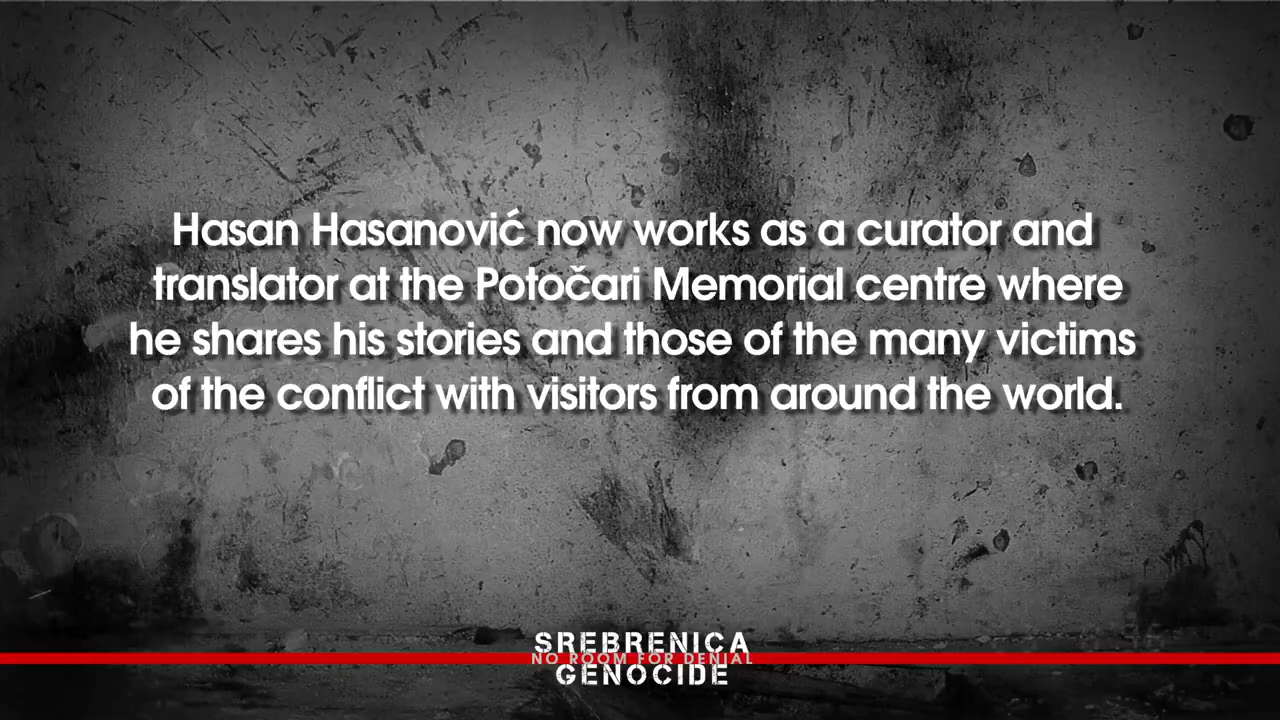 Hasan Hasanović now works as a curator and
translator at the Potočari Memorial centre where
he shares his stories and those of the many victims
of the conflict with visitors from around the world.
SREBRENICA
NO ROOM FOR DENIAL
GENOCIDE